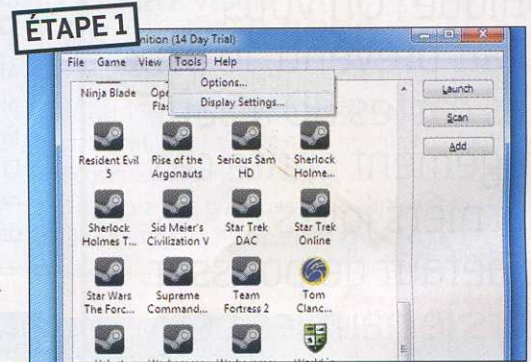 ÉTAPE 1
nition (14 Day Trial)
File Game View Tools Help
Options...
Display Settings...
Launch
Scan
Add
Ninja Blade
Resident Evil 5
Rise of the Argonauts
Serious Sam HD
Sherlock Holme...
Sherlock Holmes T...
Sid Meier's Civilization V
Star Trek DAC
Star Trek Online
Star Wars The Forc...
Supreme Command...
Team Fortress 2
Tom Clanc...